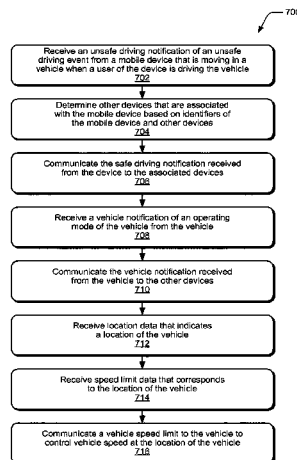 700
Receive an unsafe driving notification of an unsafe
driving event from a mobile device that is moving in a
vehicle when a user of the device is driving the vehicle
702
Determine other devices that are associated
with the mobile device based on identifiers of
the mobile device and other devices
704
Communicate the safe driving notification received
from the device to the associated devices
706
Receive a vehicle notification of an operating
mode of the vehicle from the vehicle
708
Communicate the vehicle notification received
from the vehicle to the other devices
710
Receive location data that indicates
a location of the vehicle
712
Receive speed limit data that corresponds
to the location of the vehicle
714
Communicate a vehicle speed limit to the vehicle to
control vehicle speed at the location of the vehicle
716